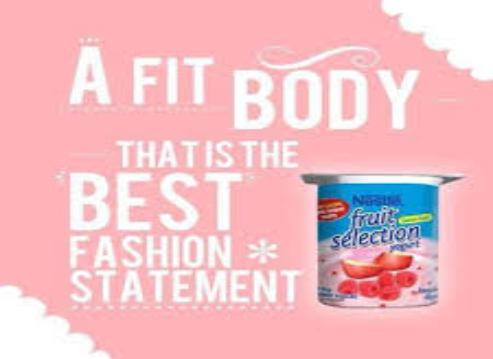 A FIT BODY
THAT IS THE
BEST
FASHION *
STATEMENT
Nestlé
fruit
selection
yogurt